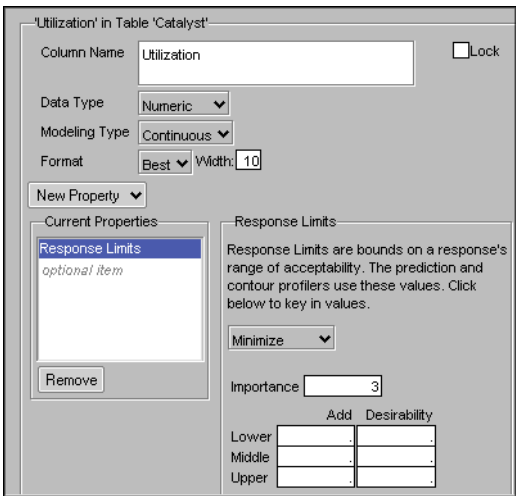 'Utilization' in Table 'Catalyst'
Column Name Utilization Lock
Data Type Numeric
Modeling Type Continuous
Format Best Width: 10
New Property
Current Properties
Response Limits
optional item
Remove
Response Limits
Response Limits are bounds on a response's
range of acceptability. The prediction and
contour profilers use these values. Click
below to key in values.
Minimize
Importance 3
Add Desirability
Lower . .
Middle . .
Upper . .